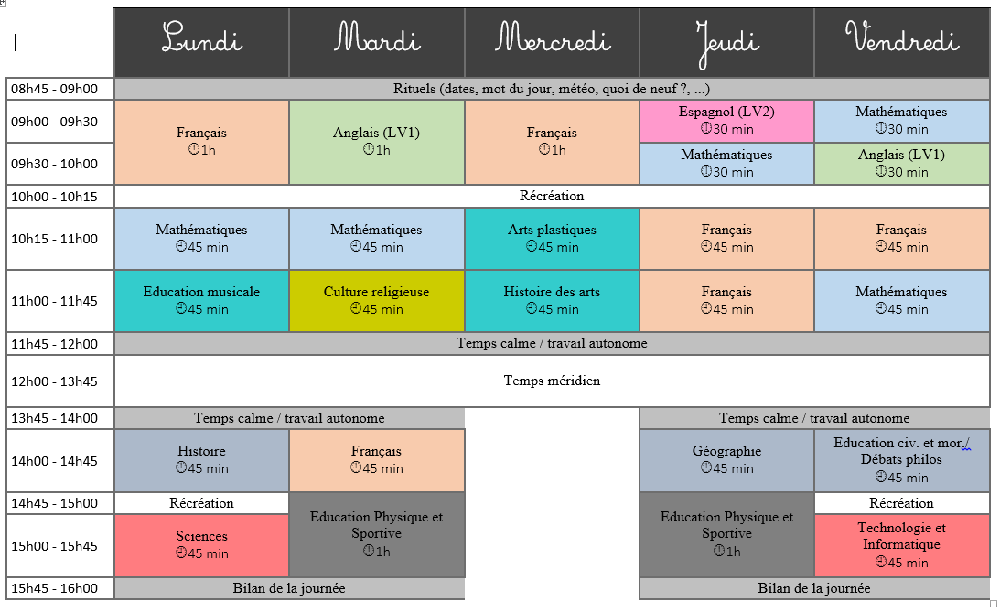 Lundi Mardi Mercredi Jeudi Vendredi
08h45 - 09h00 Rituels (dates, mot du jour, météo, quoi de neuf ?, ...)
09h00 - 09h30
Français
1h
Anglais (LV1)
1h
Français
1h
Espagnol (LV2)
30 min
Mathématiques
30 min
09h30 - 10h00
Mathématiques
30 min
Anglais (LV1)
30 min
10h00 - 10h15 Récréation
10h15 - 11h00
Mathématiques
45 min
Mathématiques
45 min
Arts plastiques
45 min
Français
45 min
Français
45 min
11h00 - 11h45
Education musicale
45 min
Culture religieuse
45 min
Histoire des arts
45 min
Français
45 min
Mathématiques
45 min
11h45 - 12h00 Temps calme / travail autonome
12h00 - 13h45 Temps méridien
13h45 - 14h00 Temps calme / travail autonome Temps calme / travail autonome
14h00 - 14h45
Histoire
45 min
Français
45 min
Géographie
45 min
Education civ. et mor./
Débats philos
45 min
14h45 - 15h00 Récréation
Education Physique et
Sportive
1h
Education Physique et
Sportive
1h
Récréation
15h00 - 15h45
Sciences
45 min
Technologie et
Informatique
45 min
15h45 - 16h00 Bilan de la journée Bilan de la journée